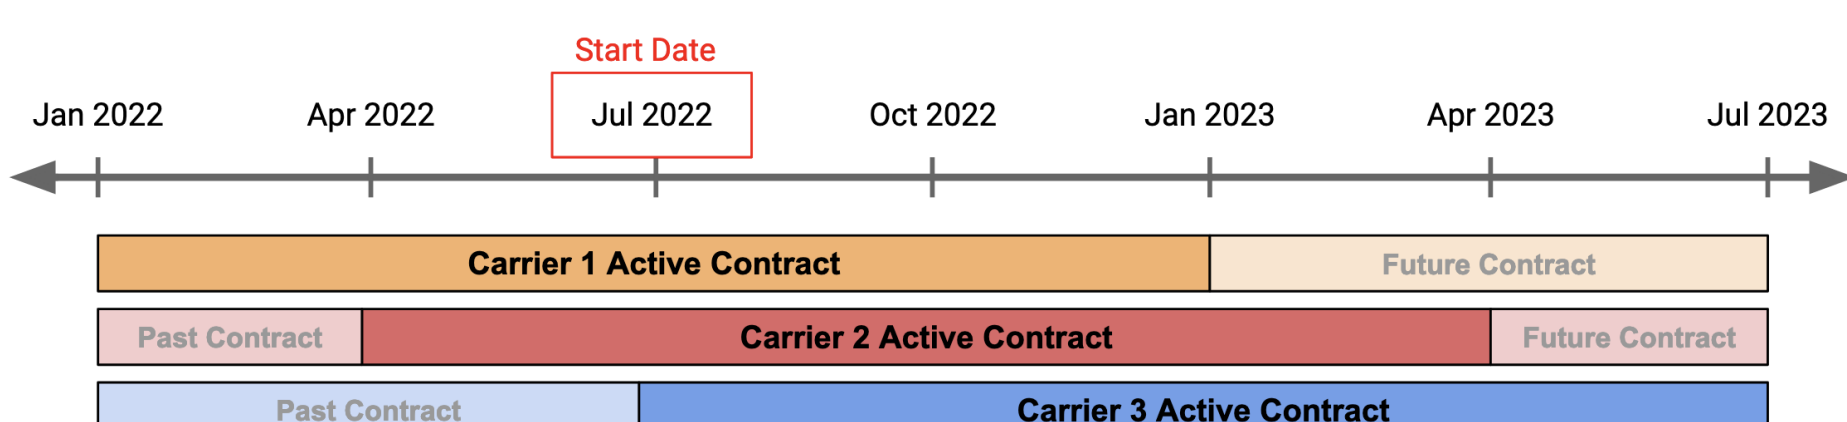 Start Date
Jan 2022 Apr 2022 Jul 2022 Oct 2022 Jan 2023 Apr 2023 Jul 2023
Carrier 1 Active Contract Future Contract
Past Contract Carrier 2 Active Contract Future Contract
Past Contract Carrier 3 Active Contract